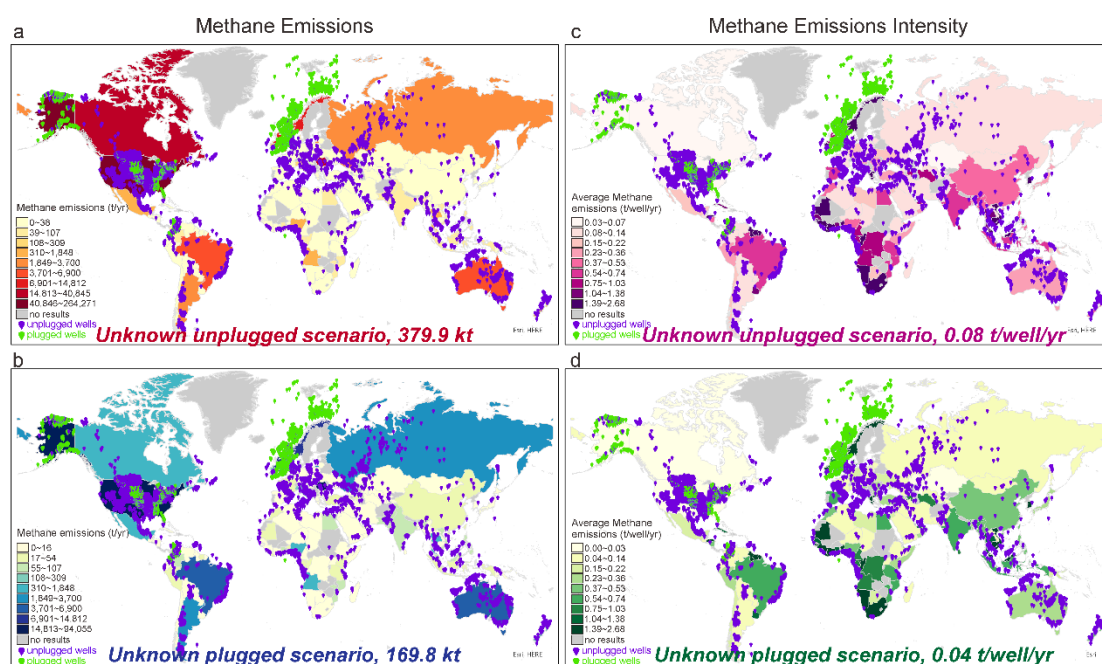 Methane Emissions
Methane Emissions Intensity
a
Methane emissions (t/yr)
0~38
39~107
108~309
310~1,848
1,849~3,700
3,701~6,900
6,901~14,812
14,813~40,845
40,846~264,271
no results
unplugged wells
plugged wells
Esri, HERE
Unknown unplugged scenario, 379.9 kt
c
Average Methane
emissions (t/well/yr)
0.03~0.07
0.08~0.14
0.15~0.22
0.23~0.36
0.37~0.53
0.54~0.74
0.75~1.03
1.04~1.38
1.39~2.68
no results
unplugged wells
plugged wells
Esri, HERE
Unknown unplugged scenario, 0.08 t/well/yr
b
Methane emissions (t/yr)
0~16
17~54
55~107
108~309
310~1,848
1,849~3,700
3,701~6,900
6,901~14,812
14,813~94,055
no results
unplugged wells
plugged wells
Esri, HERE
Unknown plugged scenario, 169.8 kt
d
Average Methane
emissions (t/well/yr)
0.00~0.03
0.04~0.14
0.15~0.22
0.23~0.36
0.37~0.53
0.54~0.74
0.75~1.03
1.04~1.38
1.39~2.68
no results
unplugged wells
plugged wells
Esri
Unknown plugged scenario, 0.04 t/well/yr